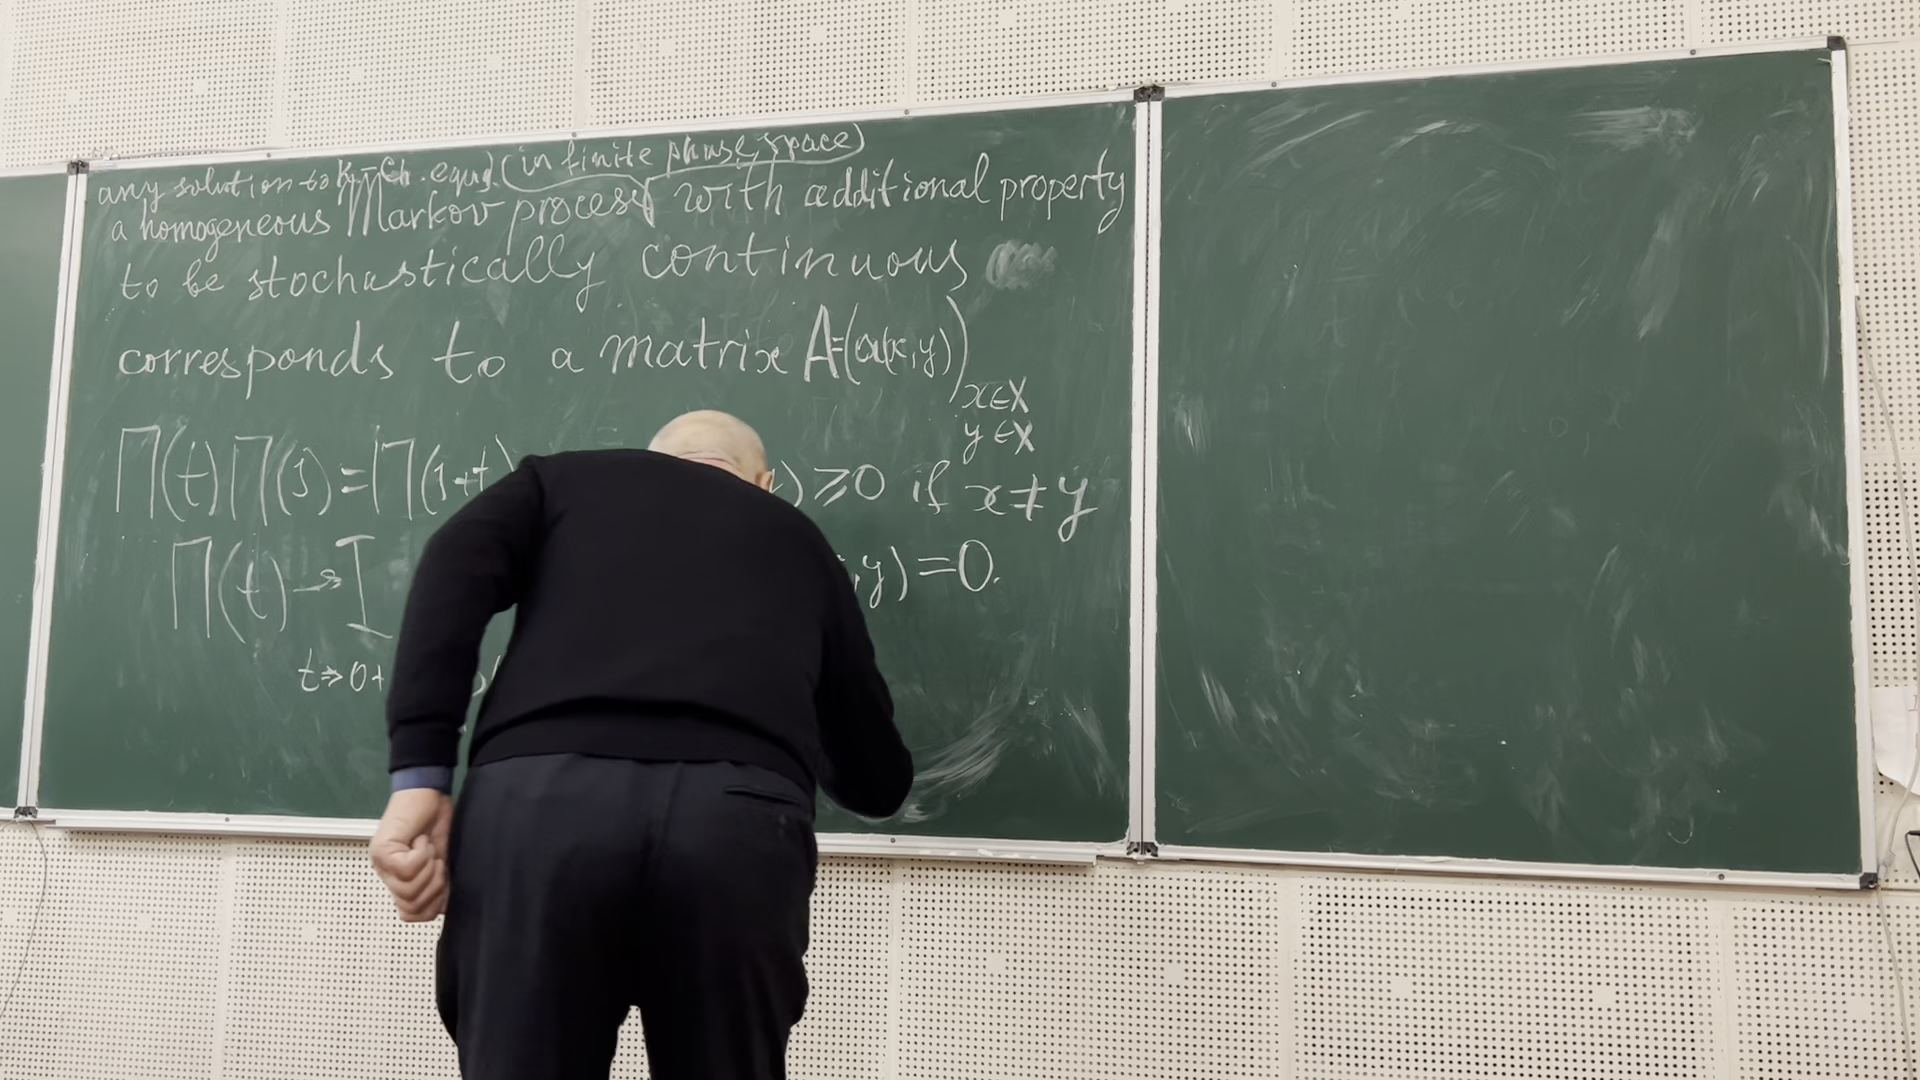 any solution to K.-Ch. equa. (in finite phase space)
a homogeneous Markov process with additional property
to be stochastically continuous
corresponds to a matrix A=(a(x,y))
x∈X
y∈X
Π(t)Π(s)=Π(s+t) ) ≥0 if x≠y
Π(t)→I ,y)=0.
t→0+